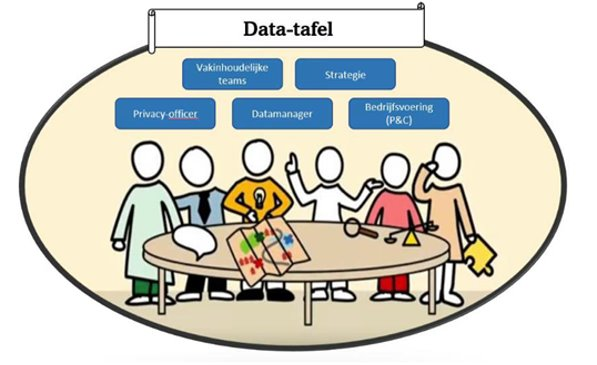 Data-tafel
Vakinhoudelijke
teams
Strategie
Privacy-officer
Datamanager
Bedrijfsvoering
(P&C)